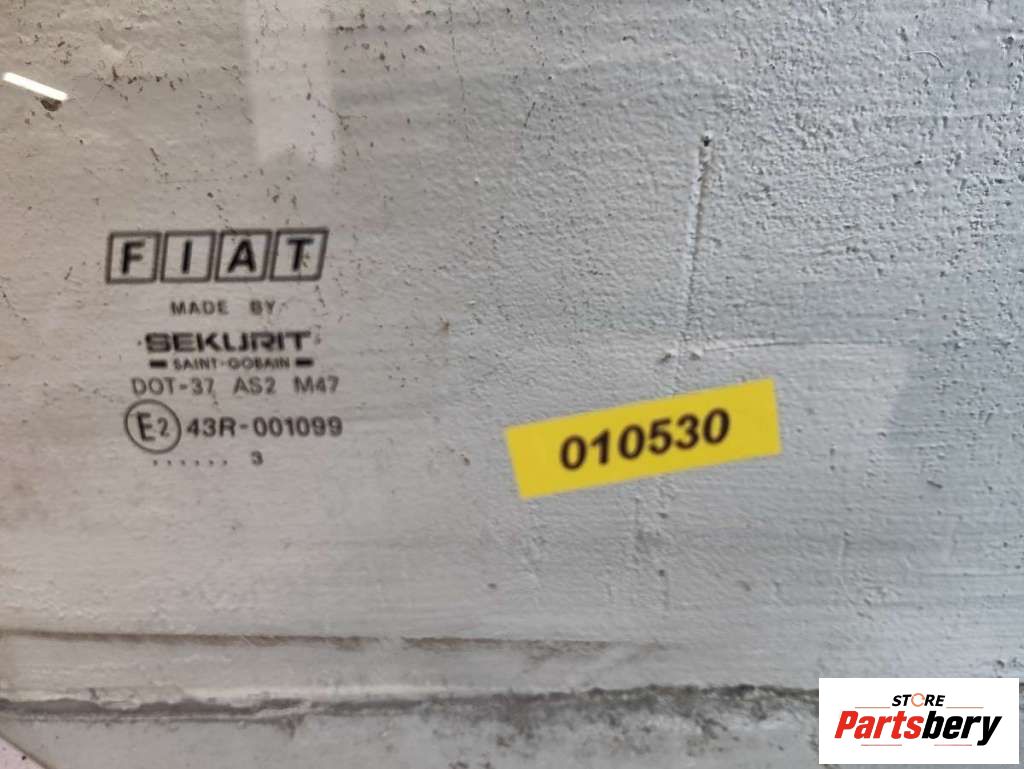 FIAT
MADE BY
SEKURIT
SAINT-GOBAIN
DOT-37 AS2 M47
E2 43R-001099
...... 3
010530
STORE
Partsbery